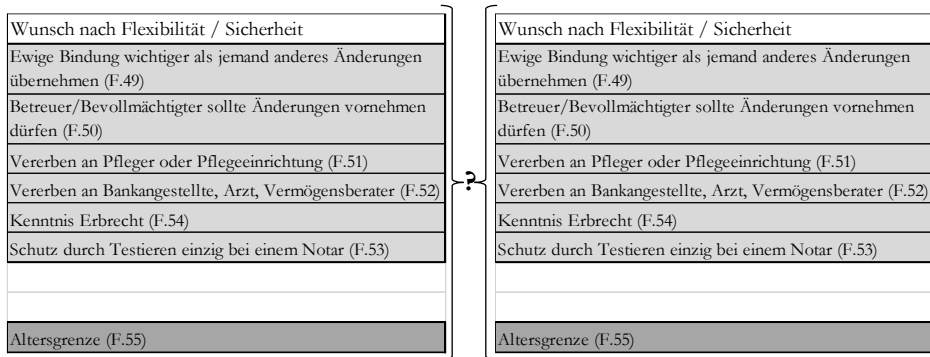 Wunsch nach Flexibilität / Sicherheit
Ewige Bindung wichtiger als jemand anderes Änderungen
übernehmen (F.49)
Betreuer/Bevollmächtigter sollte Änderungen vornehmen
dürfen (F.50)
Vererben an Pfleger oder Pflegeeinrichtung (F.51)
Vererben an Bankangestellte, Arzt, Vermögensberater (F.52)
Kenntnis Erbrecht (F.54)
Schutz durch Testieren einzig bei einem Notar (F.53)
Altersgrenze (F.55)
?
Wunsch nach Flexibilität / Sicherheit
Ewige Bindung wichtiger als jemand anderes Änderungen
übernehmen (F.49)
Betreuer/Bevollmächtigter sollte Änderungen vornehmen
dürfen (F.50)
Vererben an Pfleger oder Pflegeeinrichtung (F.51)
Vererben an Bankangestellte, Arzt, Vermögensberater (F.52)
Kenntnis Erbrecht (F.54)
Schutz durch Testieren einzig bei einem Notar (F.53)
Altersgrenze (F.55)